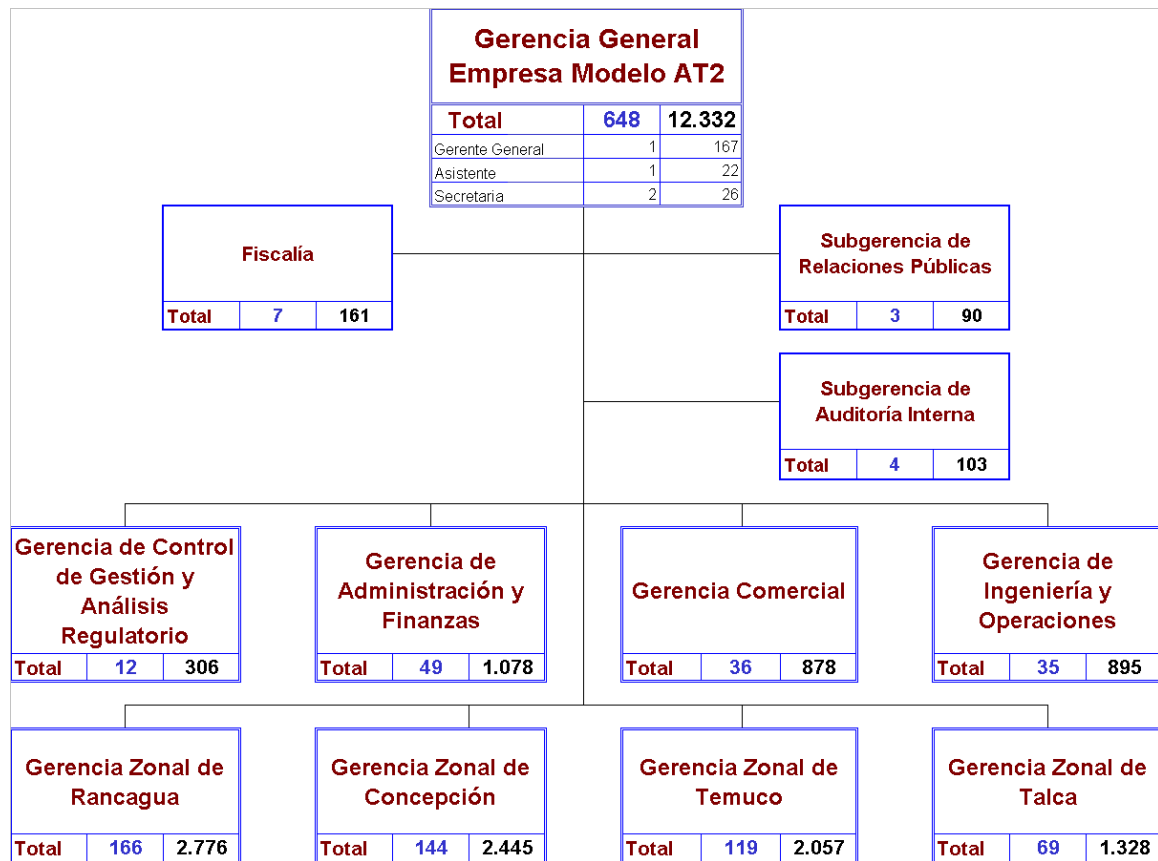 Gerencia General
Empresa Modelo AT2
Total 648 12.332
Gerente General 1 167
Asistente 1 22
Secretaria 2 26
Fiscalía
Total 7 161
Subgerencia de
Relaciones Públicas
Total 3 90
Subgerencia de
Auditoría Interna
Total 4 103
Gerencia de Control
de Gestión y
Análisis
Regulatorio
Total 12 306
Gerencia de
Administración y
Finanzas
Total 49 1.078
Gerencia Comercial
Total 36 878
Gerencia de
Ingeniería y
Operaciones
Total 35 895
Gerencia Zonal de
Rancagua
Total 166 2.776
Gerencia Zonal de
Concepción
Total 144 2.445
Gerencia Zonal de
Temuco
Total 119 2.057
Gerencia Zonal de
Talca
Total 69 1.328